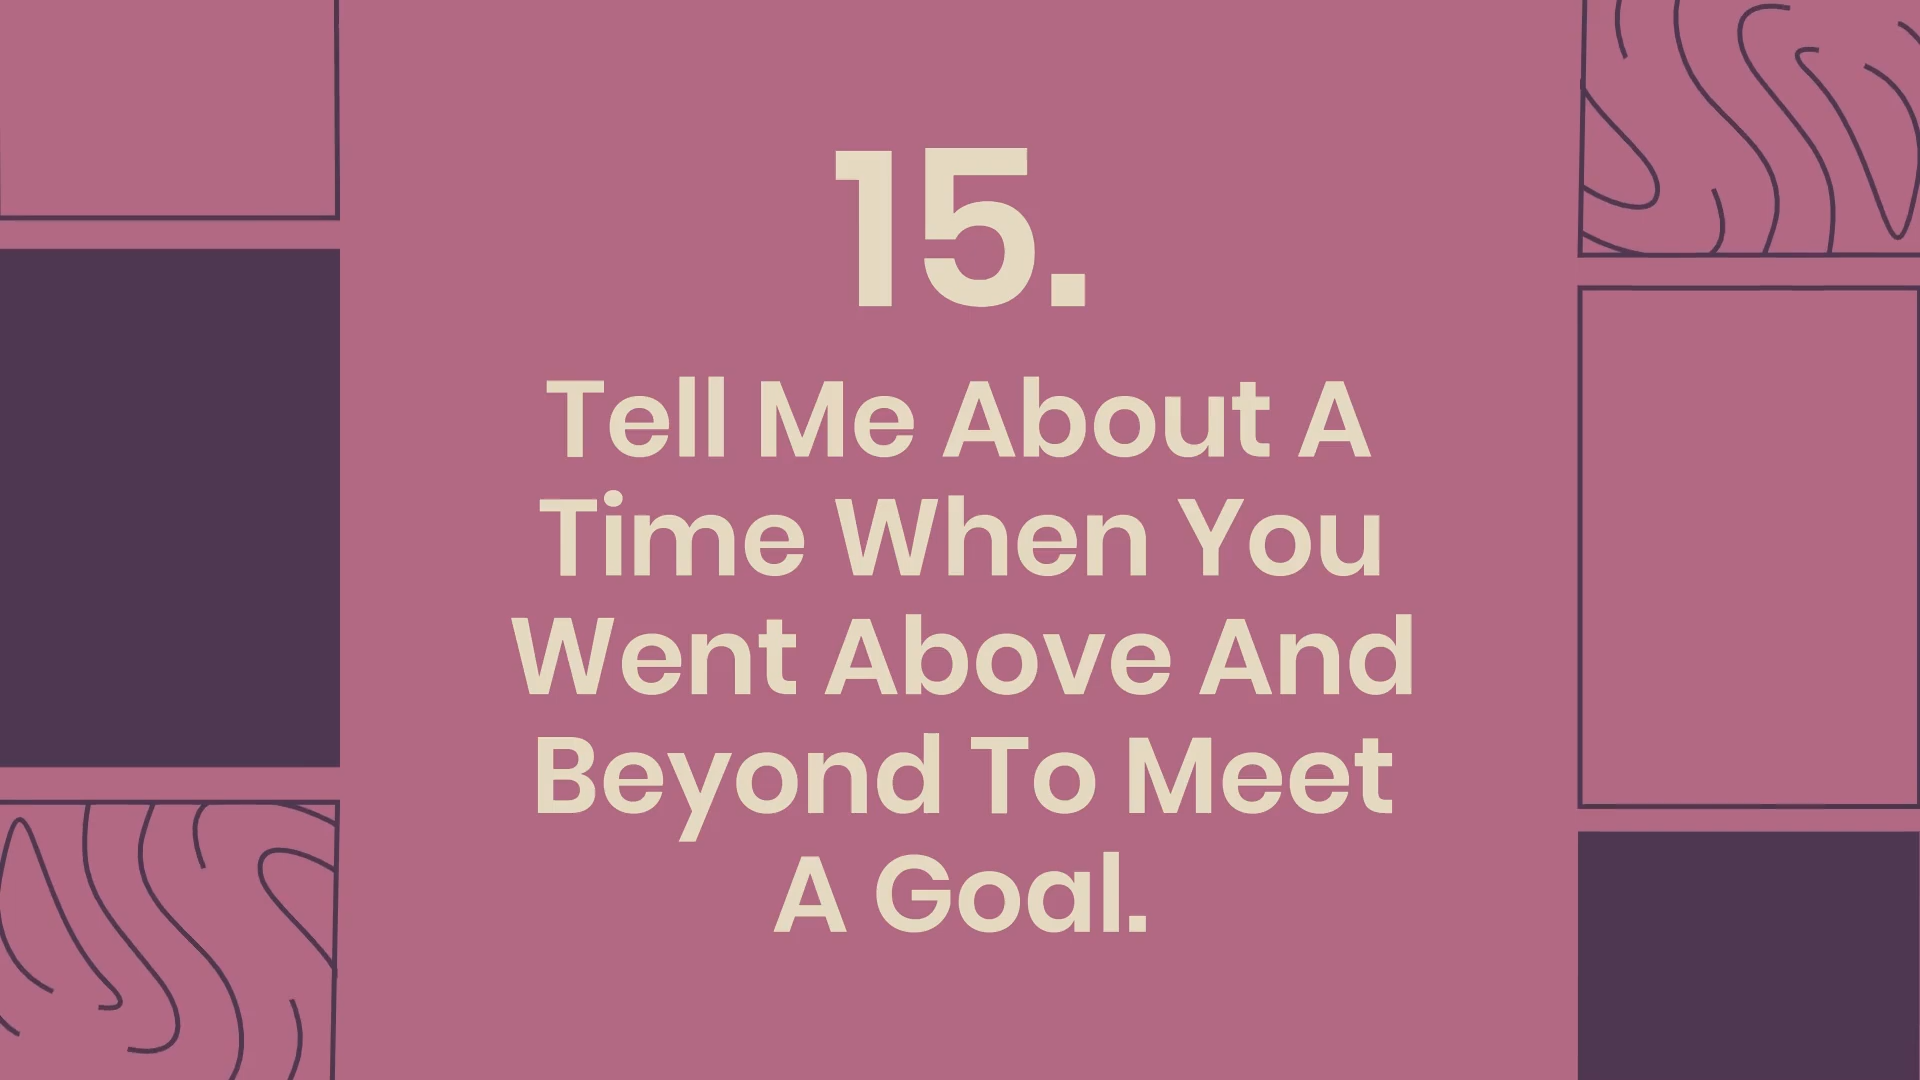 15.
Tell Me About A
Time When You
Went Above And
Beyond To Meet
A Goal.